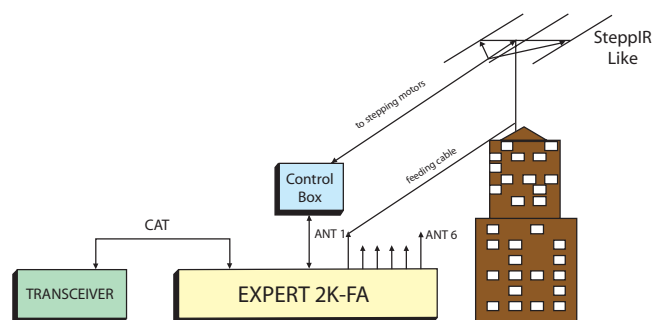 SteppIR
Like
to stepping motors
feeding cable
Control
Box
CAT
ANT 1
ANT 6
TRANSCEIVER
EXPERT 2K-FA